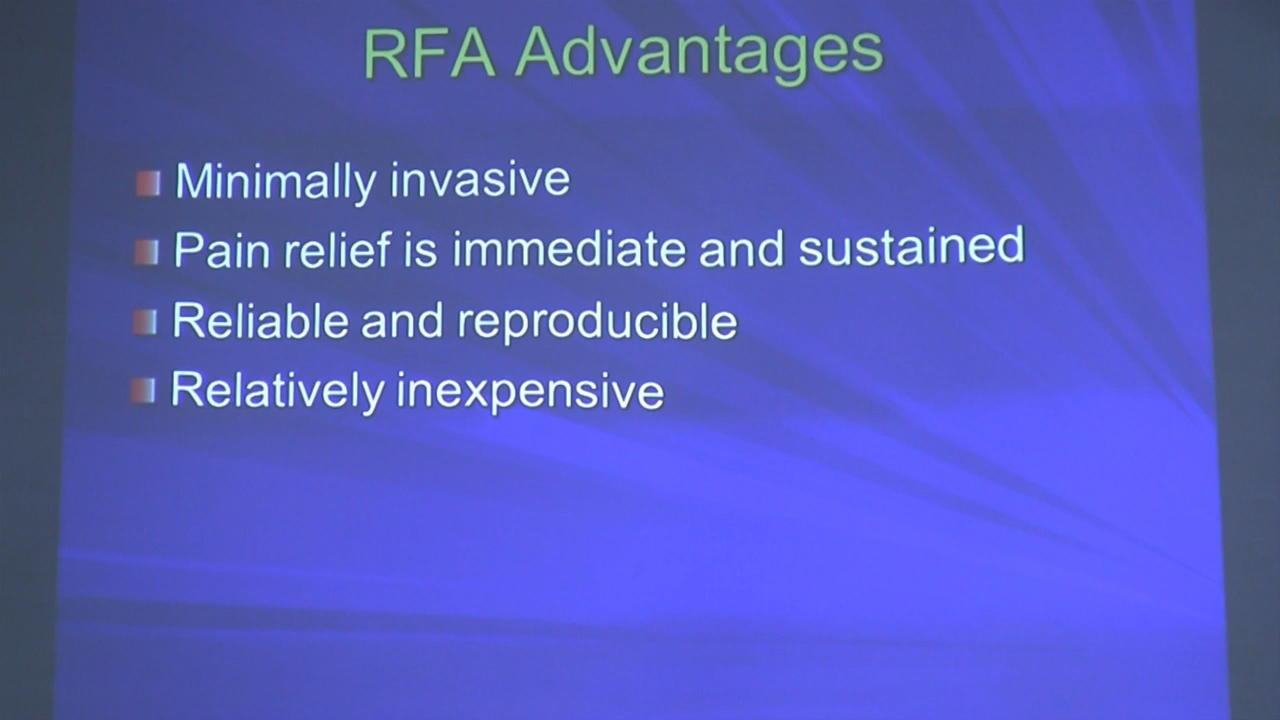 RFA Advantages
Minimally invasive
Pain relief is immediate and sustained
Reliable and reproducible
Relatively inexpensive